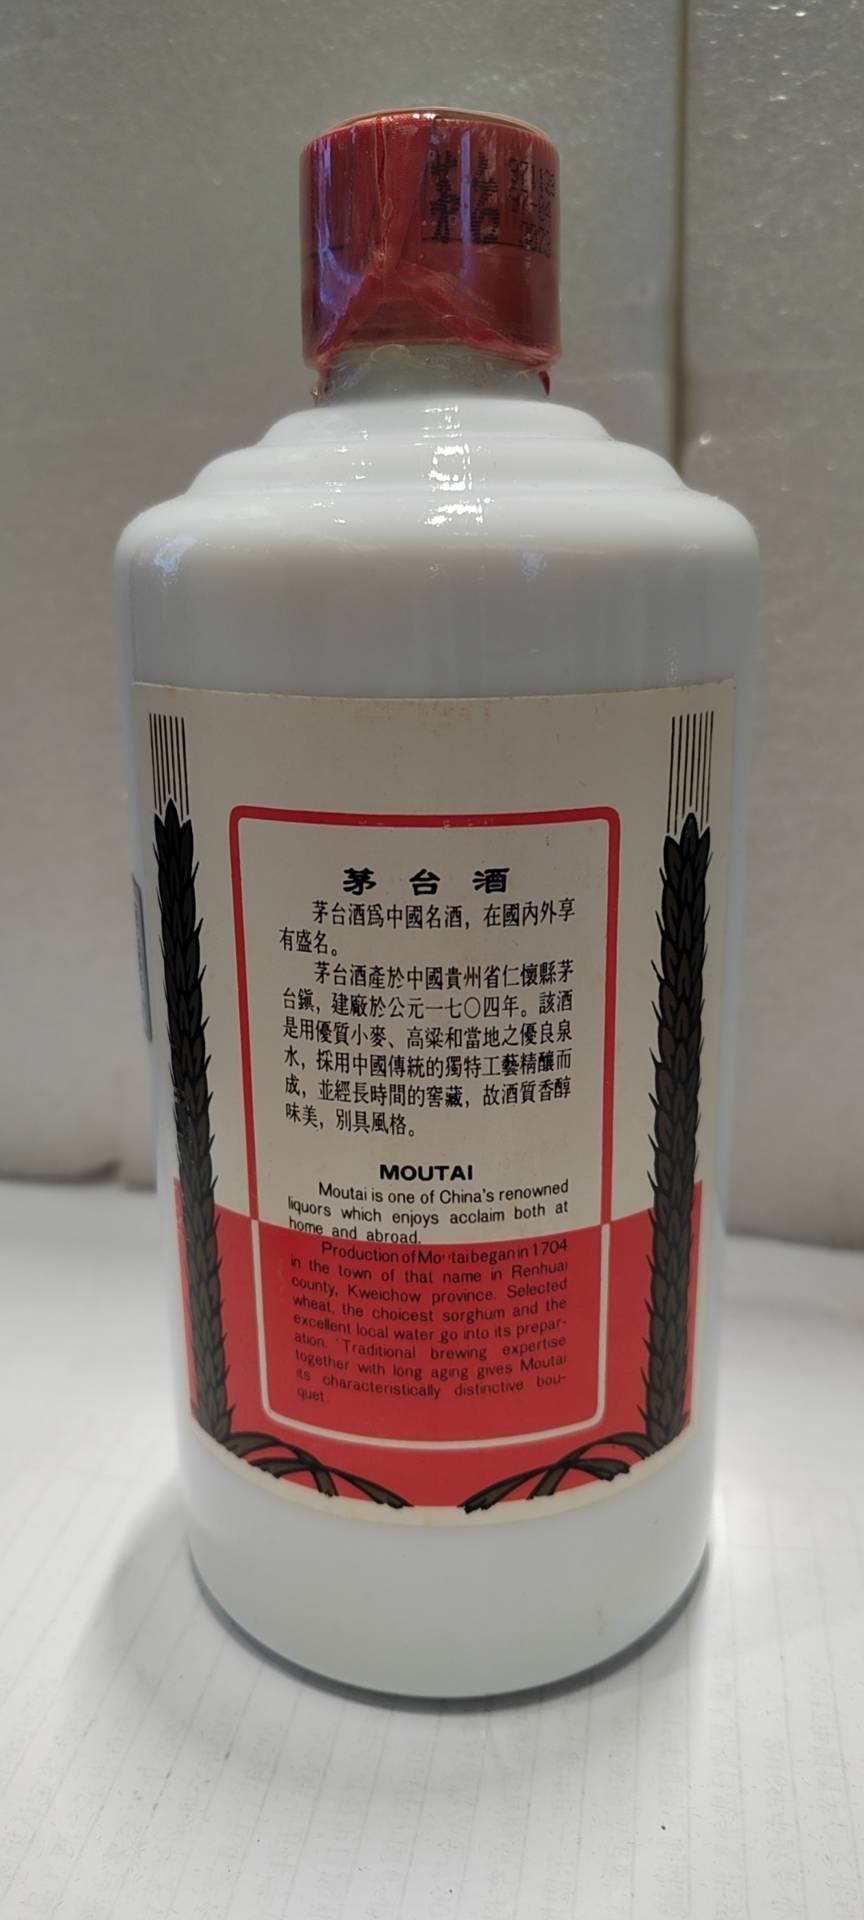 茅台酒
茅台酒爲中國名酒，在國內外享
有盛名。
茅台酒產於中國貴州省仁懷縣茅
台鎭，建廠於公元一七〇四年。該酒
是用優質小麥、高粱和當地之優良泉
水，採用中國傳統的獨特工藝精釀而
成，並經長時間的窖藏，故酒質香醇
味美，別具風格。
MOUTAI
Moutai is one of China's renowned
liquors which enjoys acclaim both at
home and abroad.
Production of Mo tai began in 1704
in the town of that name in Renhuai
county, Kweichow province. Selected
wheat, the choicest sorghum and the
excellent local water go into its prepar-
ation. Traditional brewing expertise
together with long aging gives Moutai
its characteristically distinctive bou-
quet.